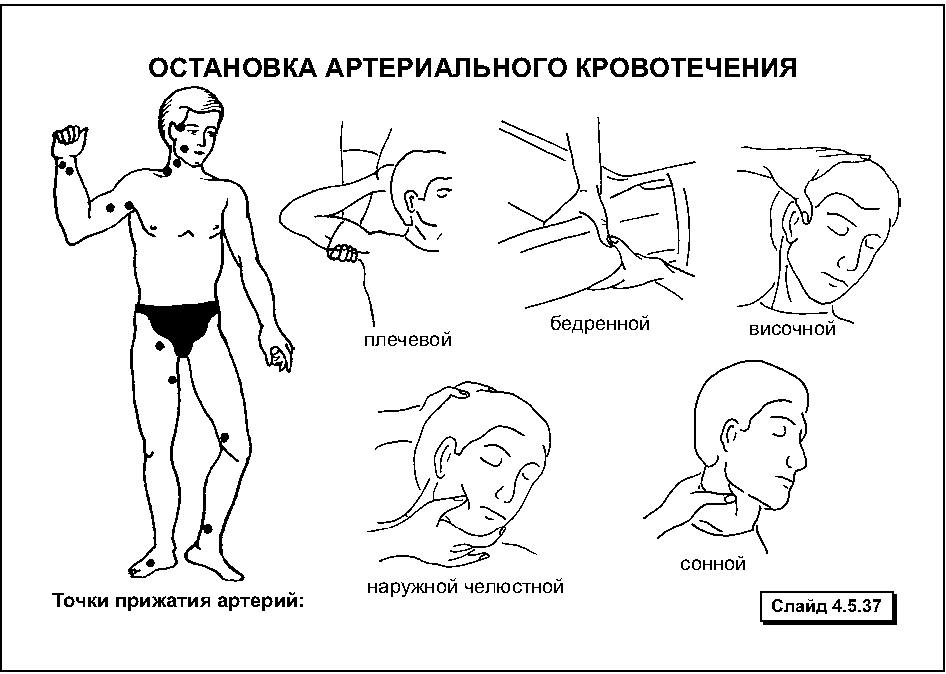 ОСТАНОВКА АРТЕРИАЛЬНОГО КРОВОТЕЧЕНИЯ
плечевой
бедренной
височной
наружной челюстной
сонной
Точки прижатия артерий:
Слайд 4.5.37